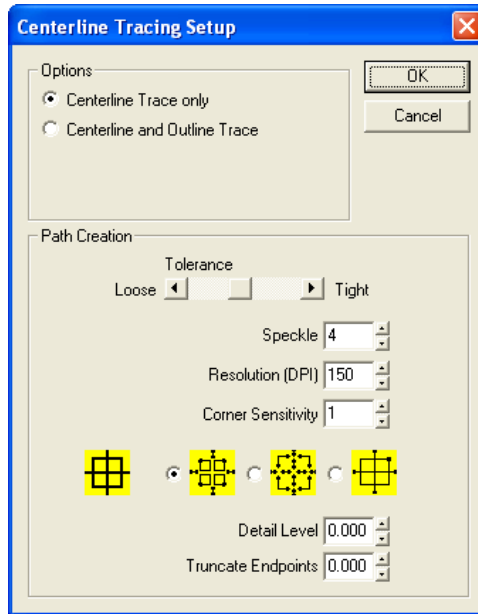 Centerline Tracing Setup
Options
Centerline Trace only
Centerline and Outline Trace
OK
Cancel
Path Creation
Tolerance
Loose Tight
Speckle 4
Resolution (DPI) 150
Corner Sensitivity 1
Detail Level 0.000
Truncate Endpoints 0.000